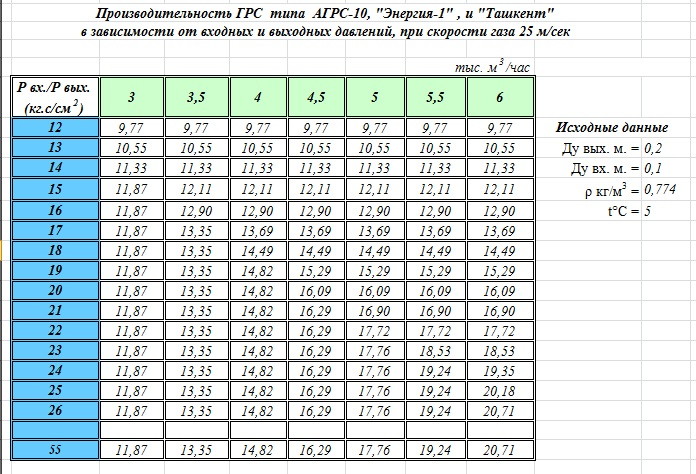 Производительность ГРС типа АГРС-10, "Энергия-1" , и "Ташкент"
в зависимости от входных и выходных давлений, при скорости газа 25 м/сек
тыс. м³/час
Р вх./Р вых. (кг.с/см²) 3 3,5 4 4,5 5 5,5 6
12 9,77 9,77 9,77 9,77 9,77 9,77 9,77
13 10,55 10,55 10,55 10,55 10,55 10,55 10,55
14 11,33 11,33 11,33 11,33 11,33 11,33 11,33
15 11,87 12,11 12,11 12,11 12,11 12,11 12,11
16 11,87 12,90 12,90 12,90 12,90 12,90 12,90
17 11,87 13,35 13,69 13,69 13,69 13,69 13,69
18 11,87 13,35 14,49 14,49 14,49 14,49 14,49
19 11,87 13,35 14,82 15,29 15,29 15,29 15,29
20 11,87 13,35 14,82 16,09 16,09 16,09 16,09
21 11,87 13,35 14,82 16,29 16,90 16,90 16,90
22 11,87 13,35 14,82 16,29 17,72 17,72 17,72
23 11,87 13,35 14,82 16,29 17,76 18,53 18,53
24 11,87 13,35 14,82 16,29 17,76 19,24 19,35
25 11,87 13,35 14,82 16,29 17,76 19,24 20,18
26 11,87 13,35 14,82 16,29 17,76 19,24 20,71
55 11,87 13,35 14,82 16,29 17,76 19,24 20,71
Исходные данные
Ду вых. м. = 0,2
Ду вх. м. = 0,1
ρ кг/м³ = 0,774
t°C = 5